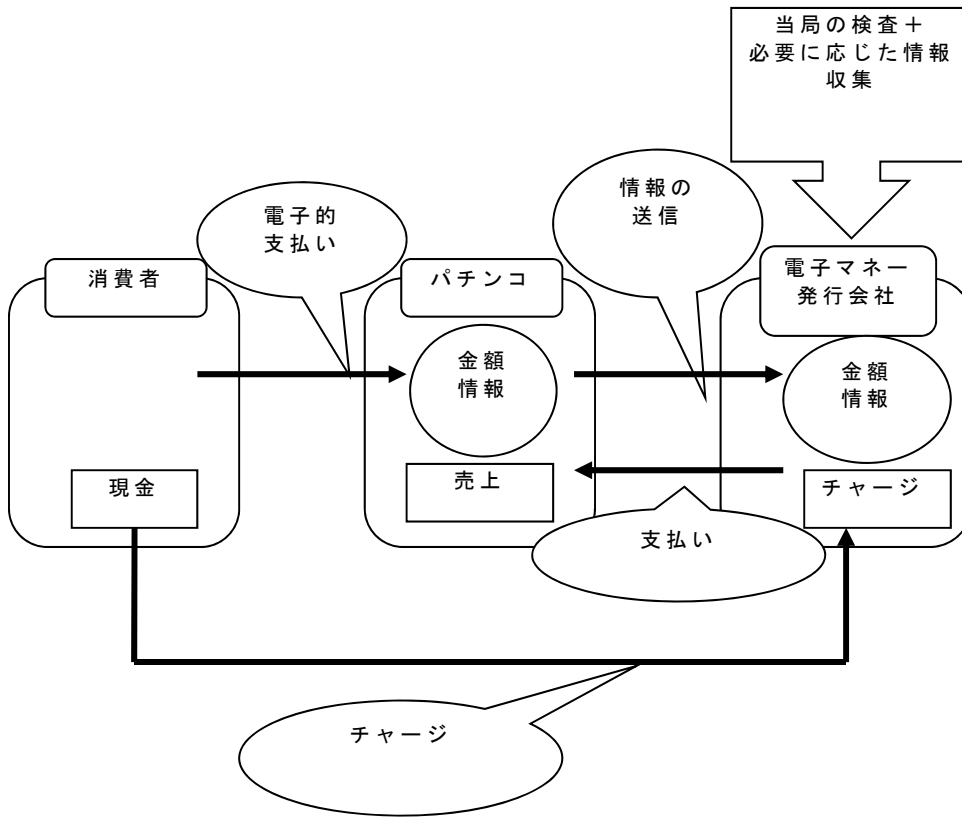 当局の検査＋
必要に応じた情報
収集
電子的
支払い
情報の
送信
消費者
パチンコ
電子マネー
発行会社
金額
情報
金額
情報
現金
売上
チャージ
支払い
チャージ